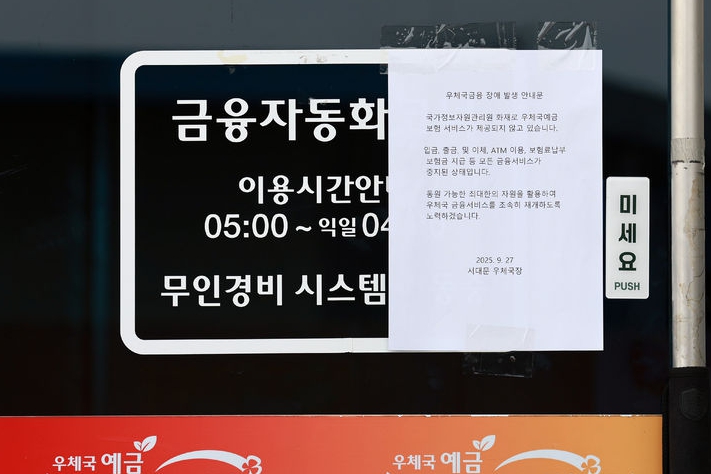 금융자동화
이용시간안
05:00 ~ 익일 04
무인경비 시스템
우체국금융 장애 발생 안내문
국가정보자원관리원 화재로 우체국예금
보험 서비스가 제공되지 않고 있습니다.
입금, 출금, 및 이체, ATM 이용, 보험료납부
보험금 지급 등 모든 금융서비스가
중지된 상태입니다.
동원 가능한 최대한의 자원을 활용하여
우체국 금융서비스를 조속히 재개하도록
노력하겠습니다.
2025. 9. 27
서대문 우체국장
미세요
PUSH
우체국 예금
우체국 예금